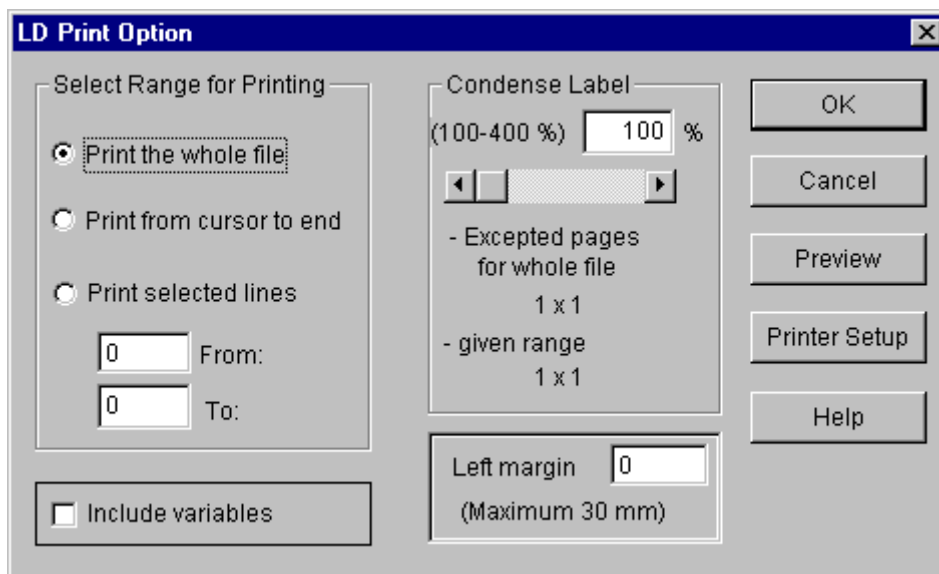 LD Print Option
Select Range for Printing
Print the whole file
Print from cursor to end
Print selected lines
0 From:
0 To:
Include variables
Condense Label
(100-400 %) 100 %
- Excepted pages
for whole file
1 x 1
- given range
1 x 1
Left margin 0
(Maximum 30 mm)
OK
Cancel
Preview
Printer Setup
Help